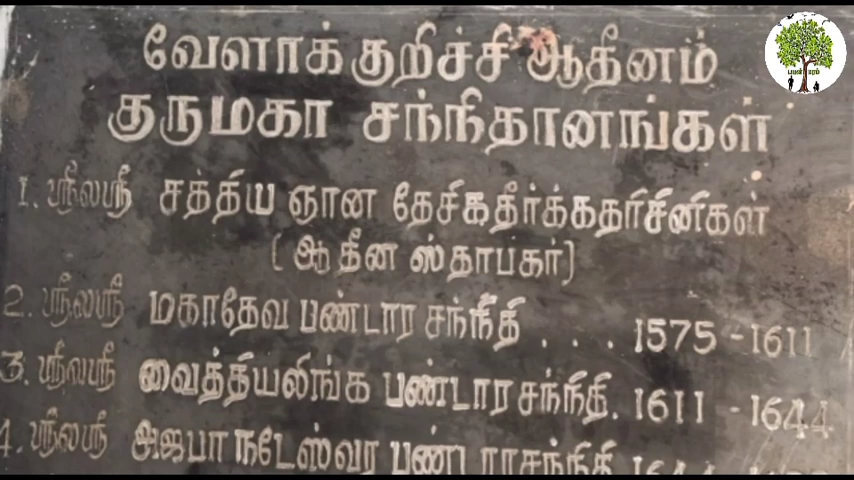 வேளாக்குறிச்சி ஆதீனம்
குருமகா சந்நிதானங்கள்
1. ஸ்ரீலஸ்ரீ சத்திய ஞான தேசிகதீர்க்கதரிசினிகள்
(ஆதீன ஸ்தாபகர்)
2. ஸ்ரீலஸ்ரீ மகாதேவ பண்டார சந்நிதி . . . 1575 - 1611
3. ஸ்ரீலஸ்ரீ வைத்தியலிங்க பண்டார சந்நிதி. 1611 - 1644
4. ஸ்ரீலஸ்ரீ அஜபா நடேஸ்வர பண்டாரசந்நிதி 1644